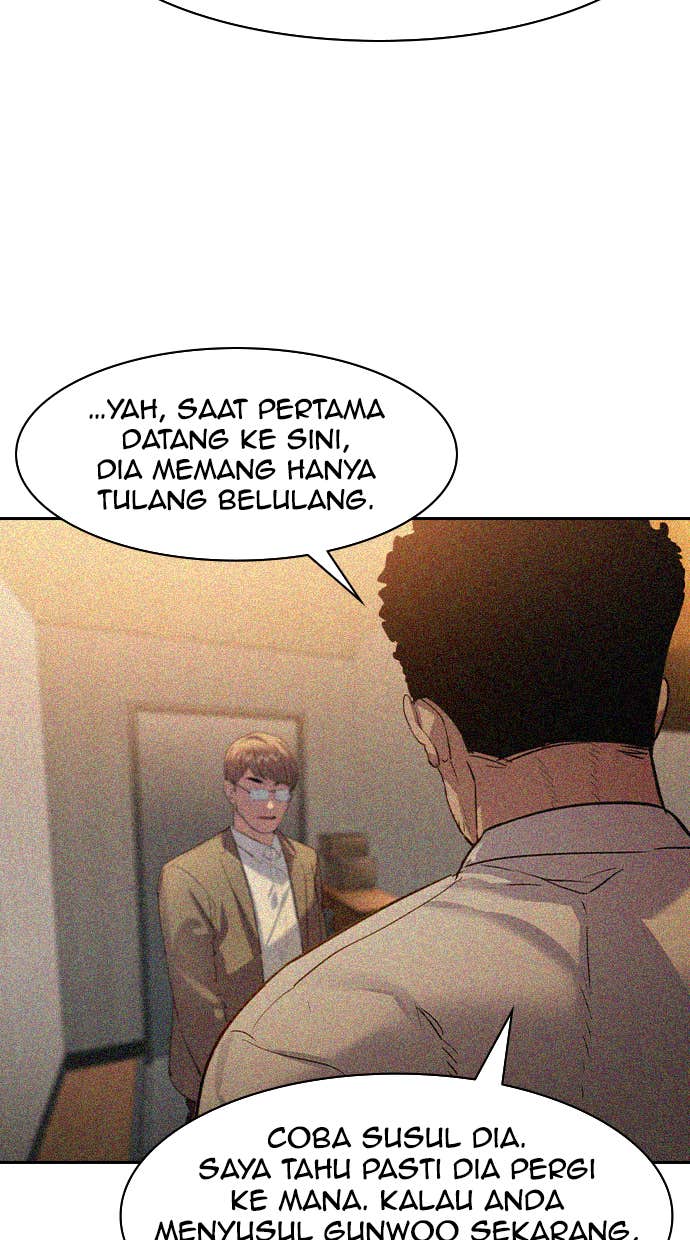 ...YAH, SAAT PERTAMA
DATANG KE SINI,
DIA MEMANG HANYA
TULANG BELULANG.
COBA SUSUL DIA.
SAYA TAHU PASTI DIA PERGI
KE MANA. KALAU ANDA
MENYUSUL GUNWOO SEKARANG,